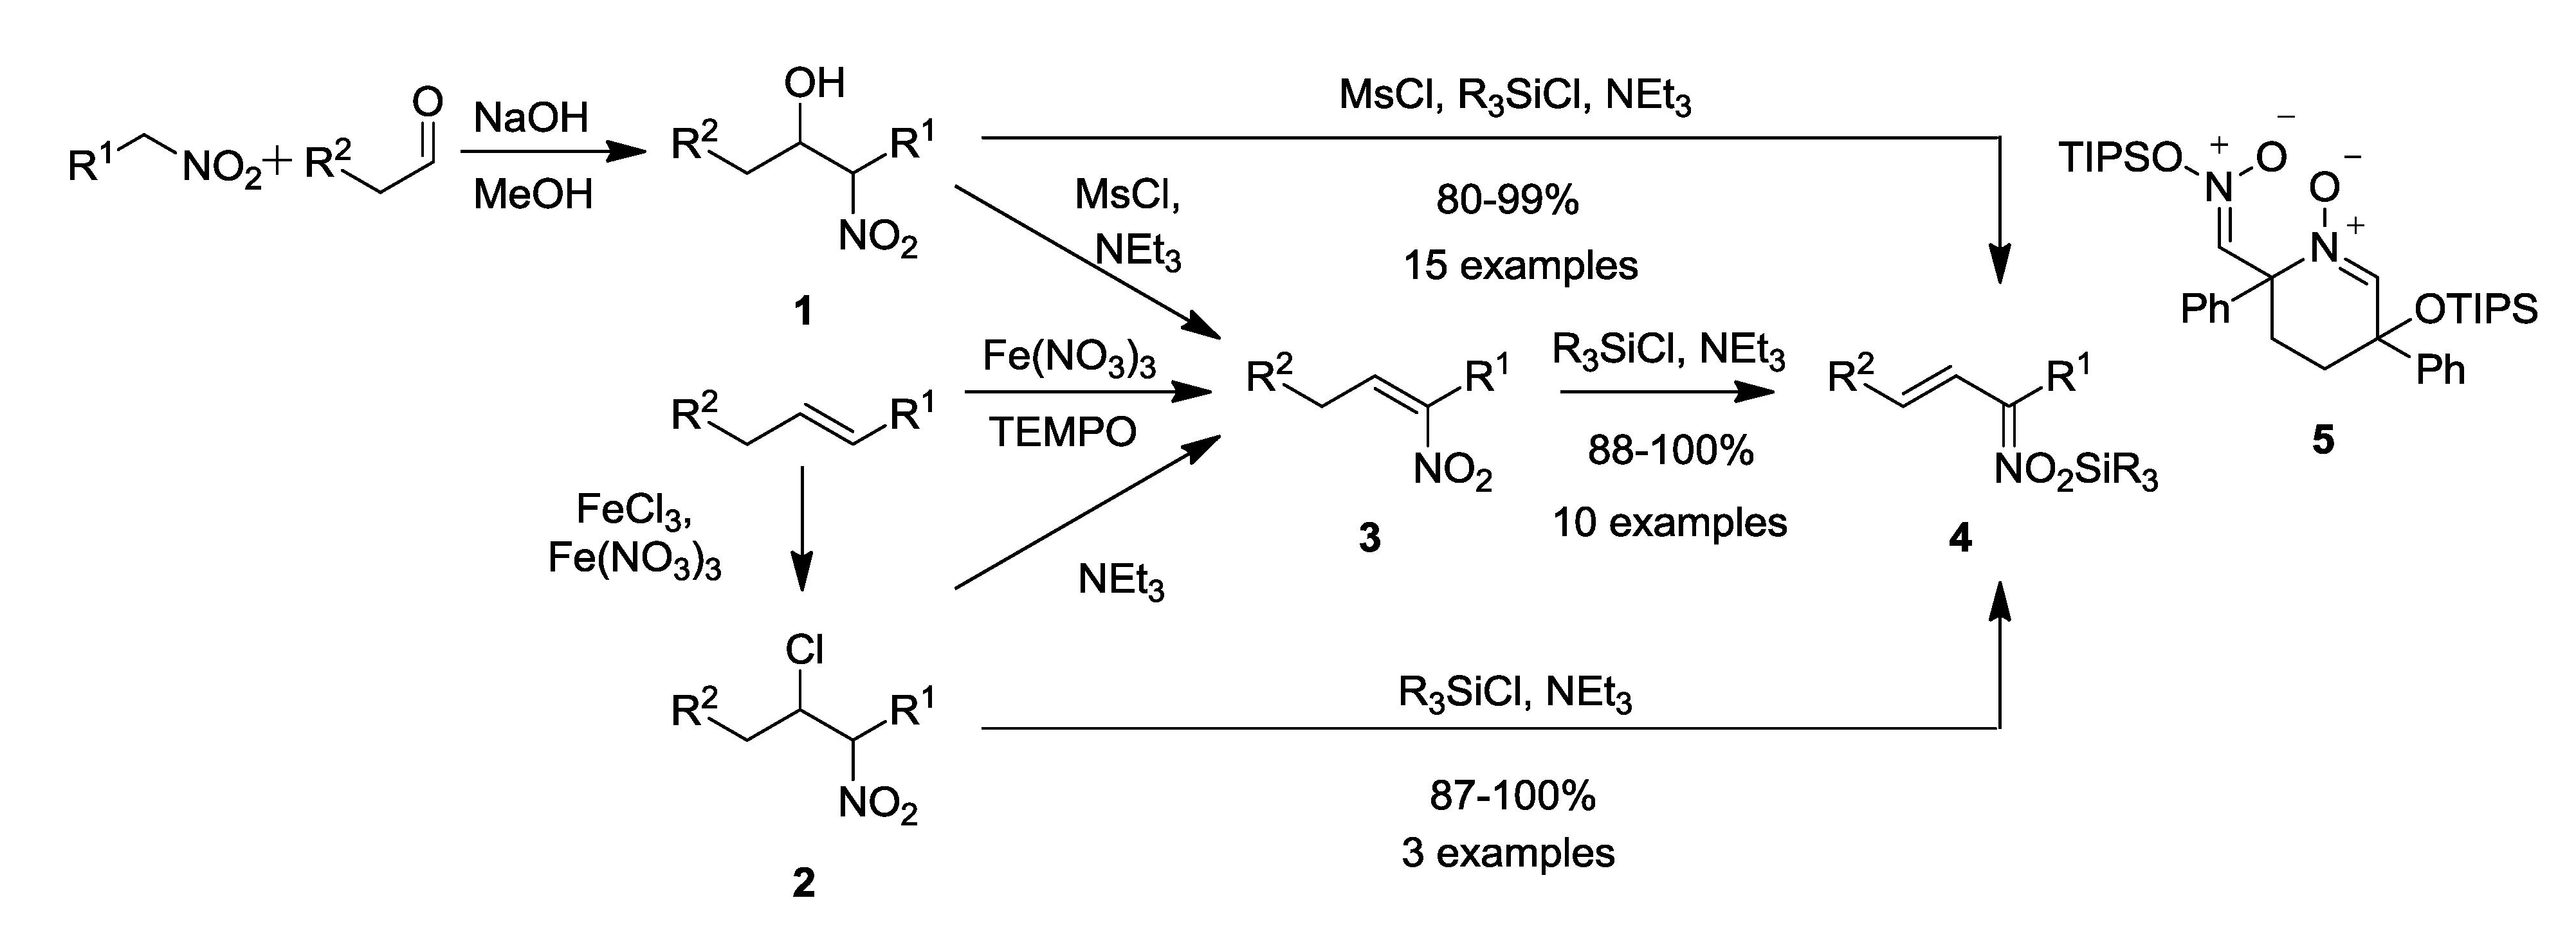 R¹ NO₂ + R² O
NaOH
MeOH
OH
R² R¹
NO₂
1
MsCl, R₃SiCl, NEt₃
80-99%
15 examples
MsCl,
NEt₃
R² R¹
Fe(NO₃)₃
TEMPO
R² R¹
NO₂
3
R₃SiCl, NEt₃
88-100%
10 examples
R² R¹
NO₂SiR₃
4
TIPSO N⁺ O⁻
O⁻
N⁺
Ph OTIPS
Ph
5
FeCl₃,
Fe(NO₃)₃
NEt₃
Cl
R² R¹
NO₂
2
R₃SiCl, NEt₃
87-100%
3 examples